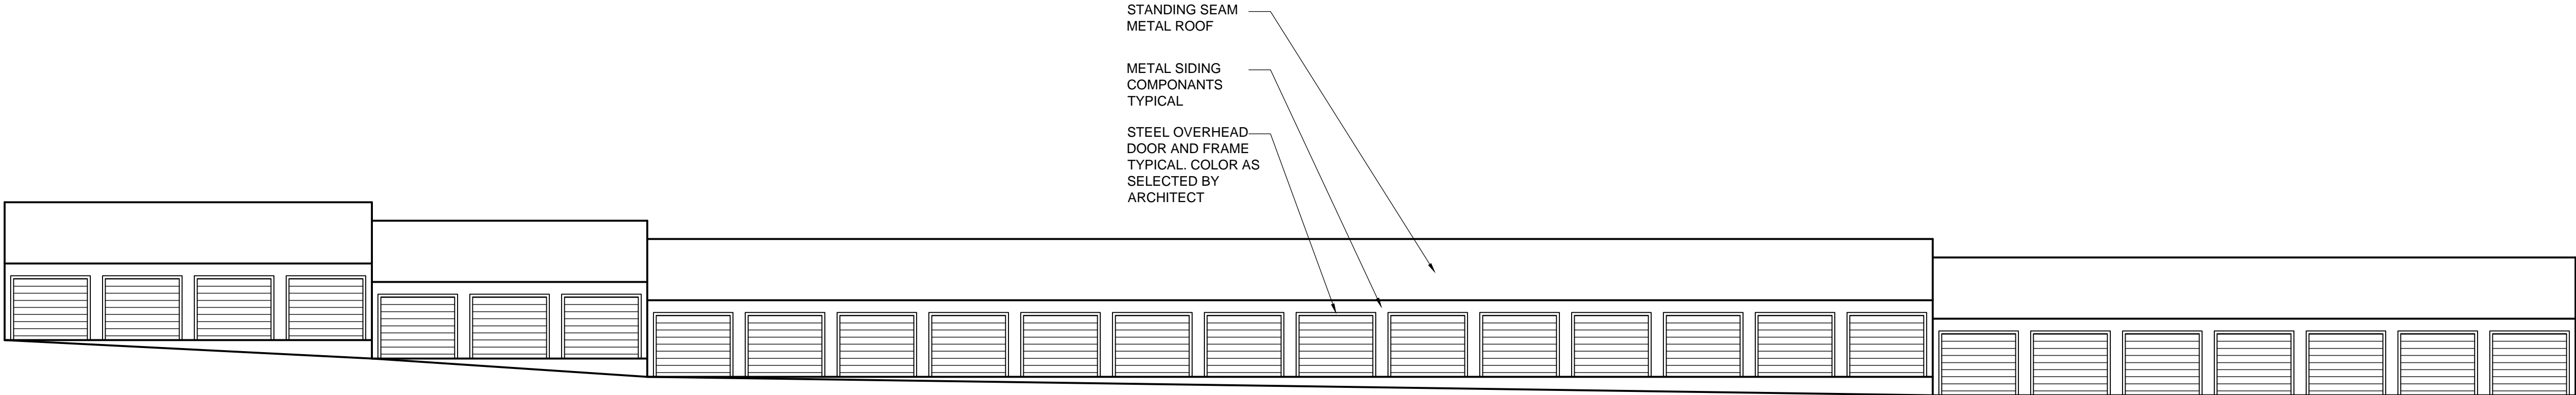 STANDING SEAM
METAL ROOF
METAL SIDING
COMPONANTS
TYPICAL
STEEL OVERHEAD
DOOR AND FRAME
TYPICAL. COLOR AS
SELECTED BY
ARCHITECT